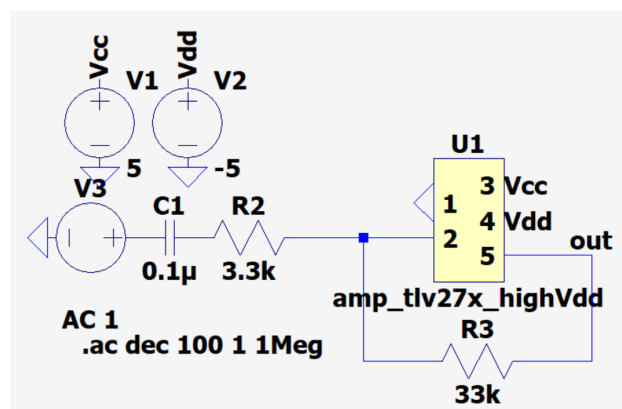 Vcc
Vdd
V1
V2
5
-5
V3
C1
R2
0.1µ
3.3k
AC 1
.ac dec 100 1 1Meg
U1
1
2
3
4
5
Vcc
Vdd
out
amp_tlv27x_highVdd
R3
33k